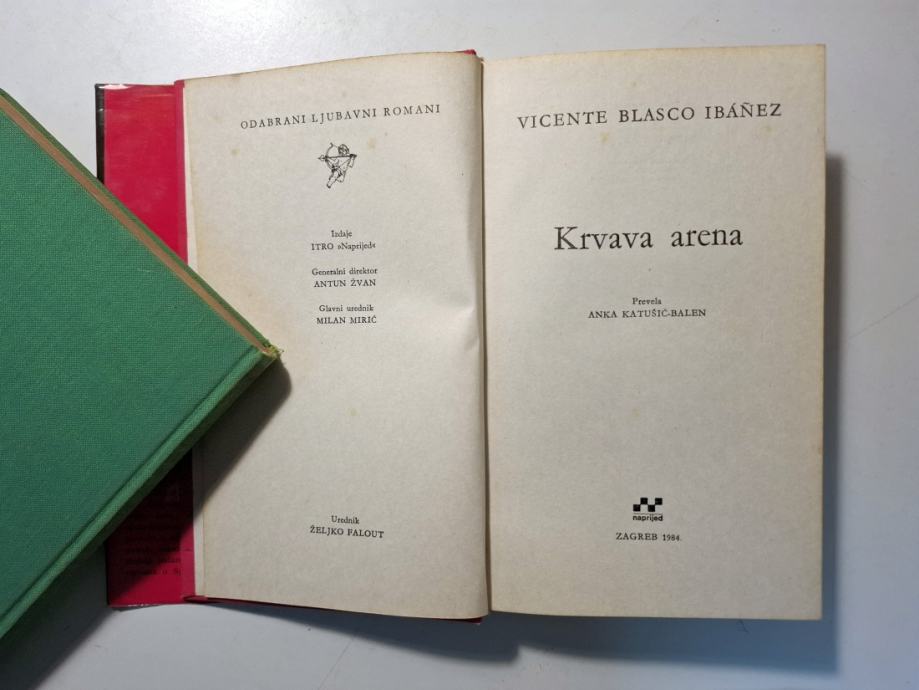 ODABRANI LJUBAVNI ROMANI
Izdaje
ITRO »Naprijed«
Generalni direktor
ANTUN ŽVAN
Glavni urednik
MILAN MIRIĆ
Urednik
ŽELJKO FALOUT
VICENTE BLASCO IBÁÑEZ
Krvava arena
Prevela
ANKA KATUŠIĆ-BALEN
naprijed
ZAGREB 1984.